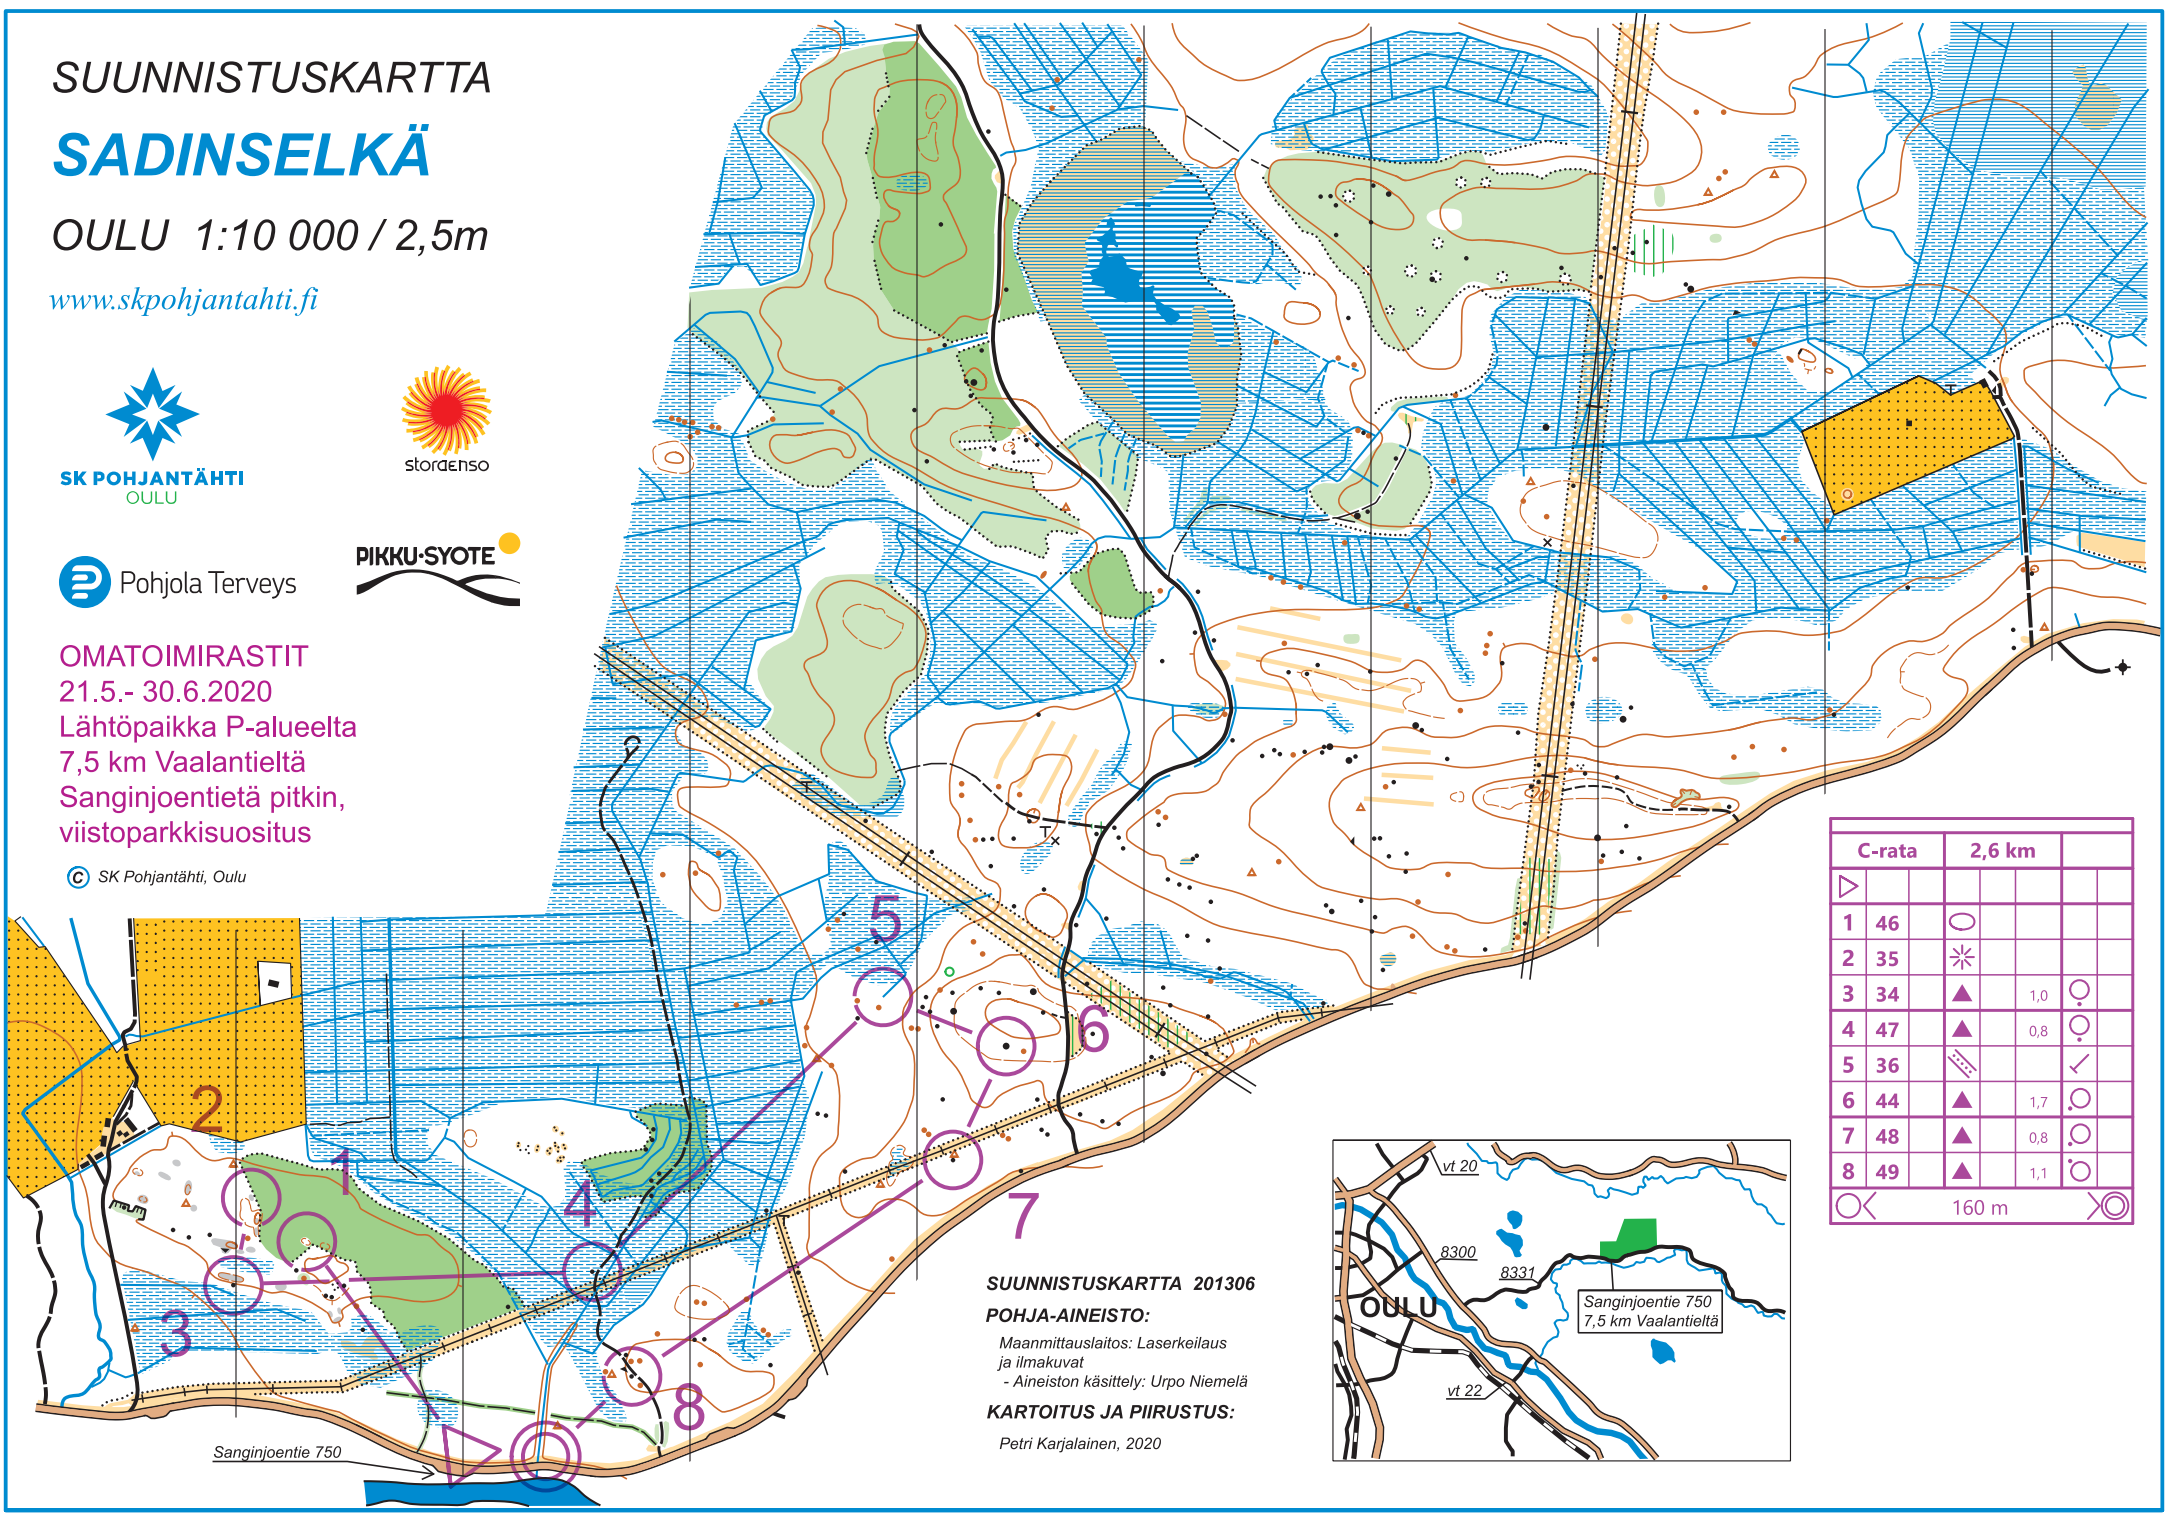 SUUNNISTUSKARTTA
SADINSELKÄ
OULU 1:10 000 / 2,5m
www.skpohjantahti.fi
SK POHJANTÄHTI
OULU
storaenso
Pohjola Terveys
PIKKU-SYOTE
OMATOIMIRASTIT
21.5.- 30.6.2020
Lähtöpaikka P-alueelta
7,5 km Vaalantieltä
Sanginjoentietä pitkin,
viistoparkkisuositus
C SK Pohjantähti, Oulu
5
6
2
1
4
7
3
8
Sanginjoentie 750
C-rata 2,6 km
1 46
2 35
3 34 1,0
4 47 0,8
5 36
6 44 1,7
7 48 0,8
8 49 1,1
160 m
SUUNNISTUSKARTTA 201306
POHJA-AINEISTO:
Maanmittauslaitos: Laserkeilaus
ja ilmakuvat
- Aineiston käsittely: Urpo Niemelä
KARTOITUS JA PIIRUSTUS:
Petri Karjalainen, 2020
vt 20
8300
8331
OULU
Sanginjoentie 750
7,5 km Vaalantieltä
vt 22